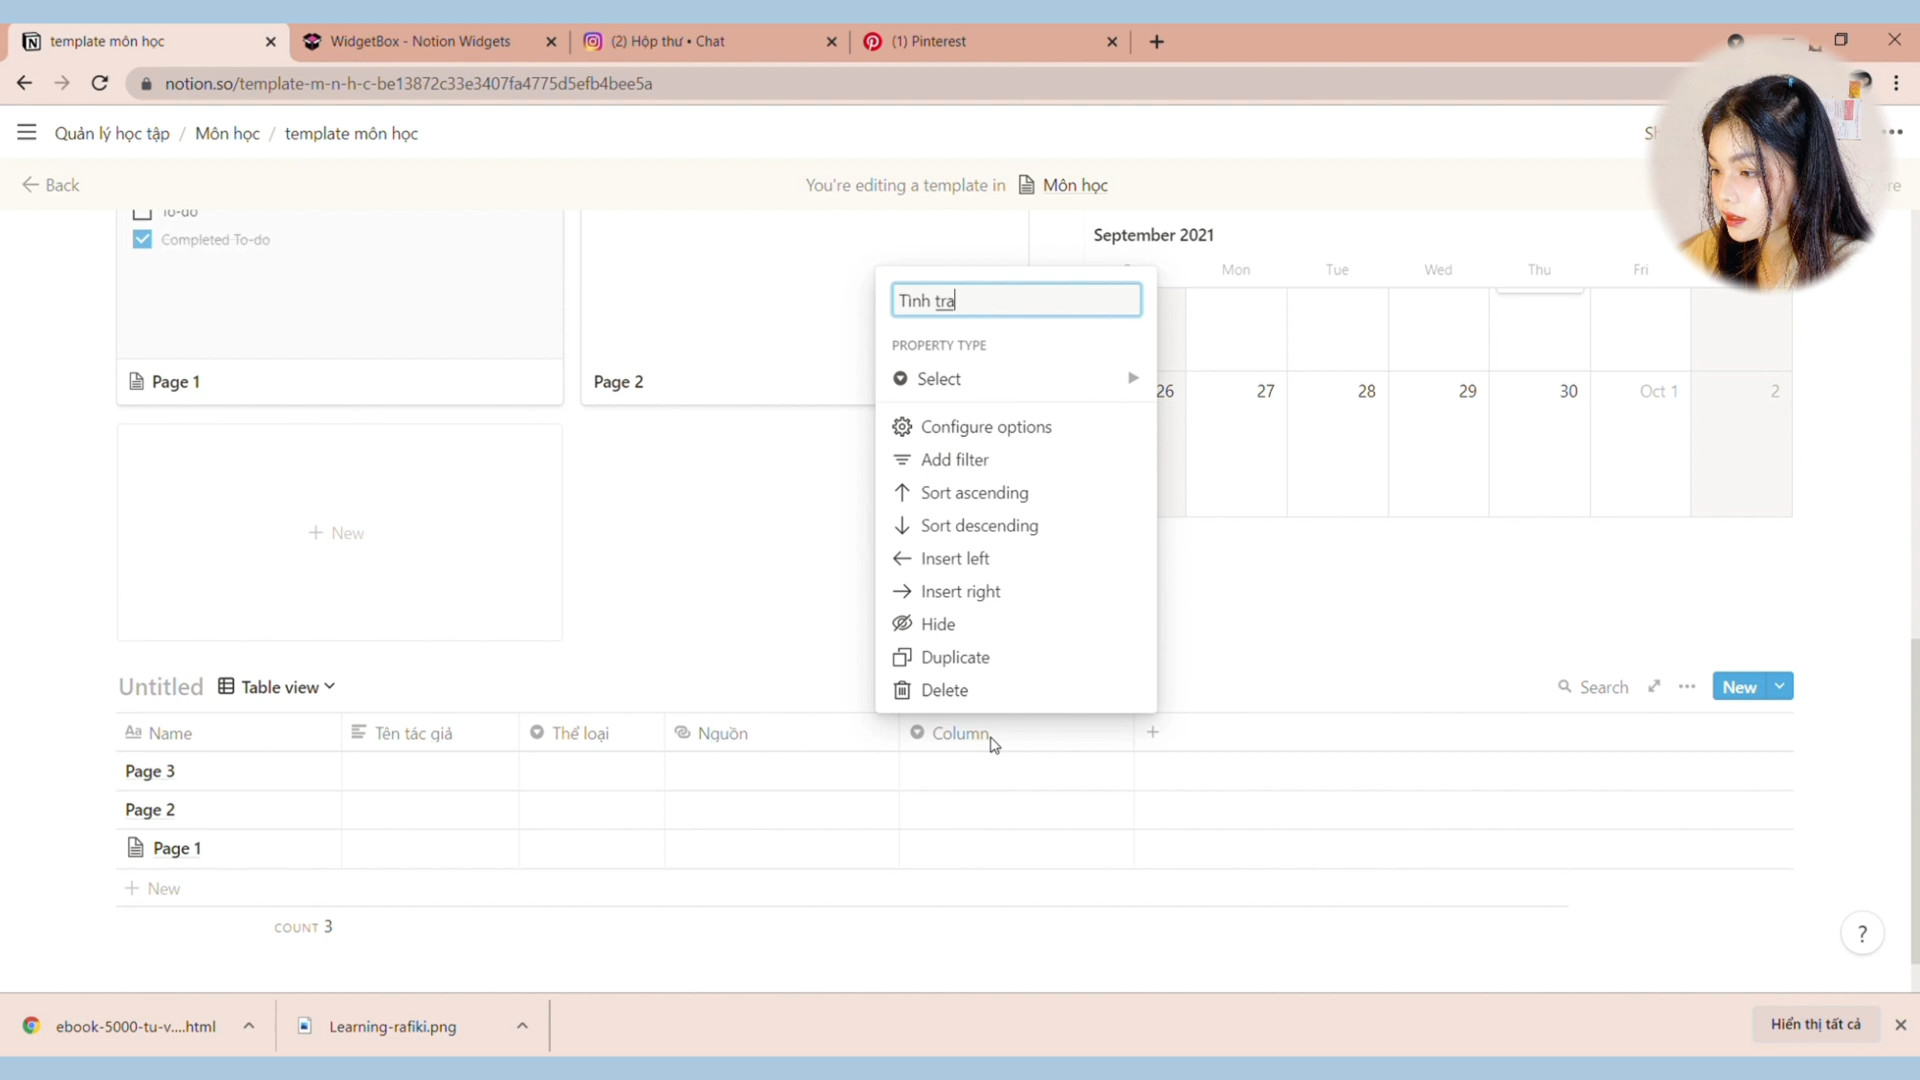 template môn học
WidgetBox - Notion Widgets
(2) Hộp thư • Chat
(1) Pinterest
notion.so/template-m-n-h-c-be13872c33e3407fa4775d5efb4bee5a
Quản lý học tập / Môn học / template môn học
Back
You're editing a template in Môn học
To-do
Completed To-do
Page 1
Page 2
+ New
September 2021
Mon Tue Wed Thu Fri
26 27 28 29 30 Oct 1 2
Tình tra
PROPERTY TYPE
Select
Configure options
Add filter
Sort ascending
Sort descending
Insert left
Insert right
Hide
Duplicate
Delete
Untitled Table view
Search New
Name Tên tác giả Thể loại Nguồn Column +
Page 3
Page 2
Page 1
+ New
COUNT 3
?
ebook-5000-tu-v....html
Learning-rafiki.png
Hiển thị tất cả